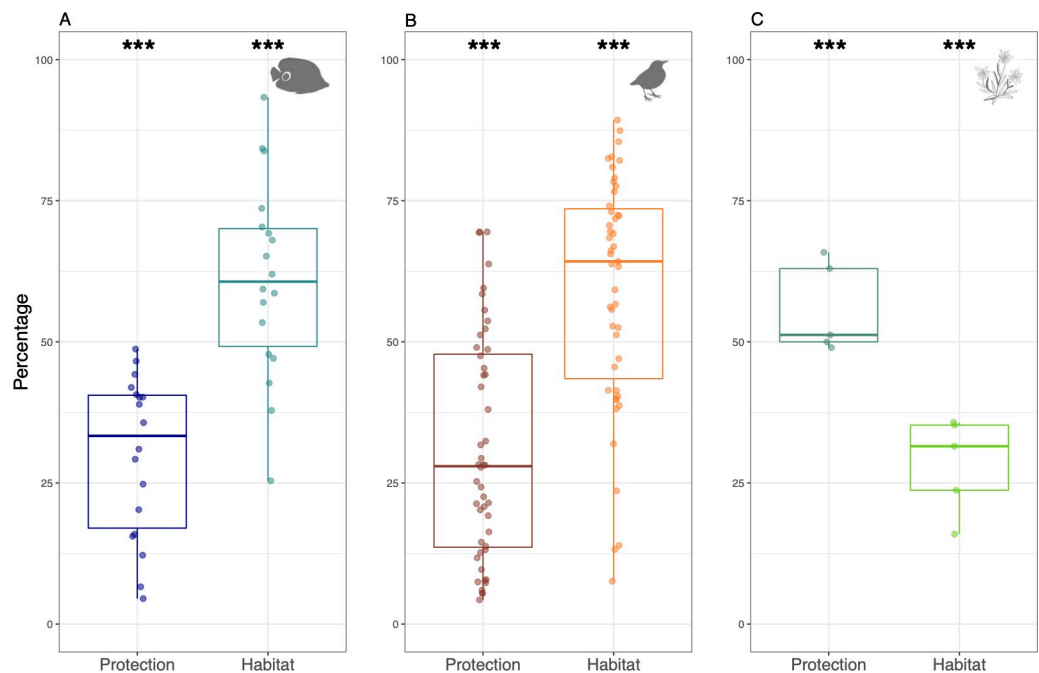 A
B
C
*** *** *** *** *** ***
100 100 100
75 75 75
50 50 50
25 25 25
0 0 0
Percentage
Protection Habitat Protection Habitat Protection Habitat